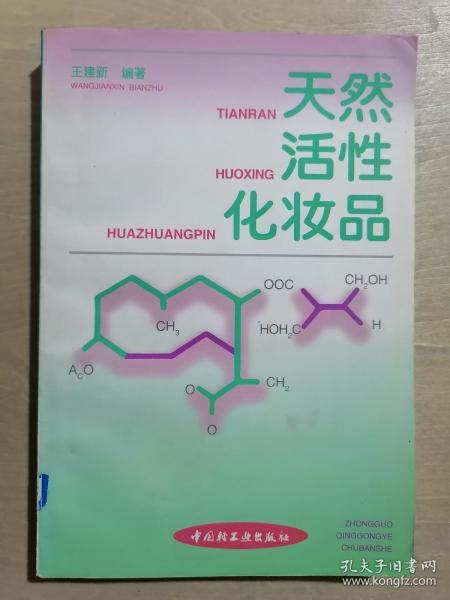 王建新 编著
WANGJIANXIN BIANZHU
TIANRAN 天然
HUOXING 活性
HUAZHUANGPIN 化妆品
OOC
CH2OH
CH3
HOH2C
H
ACO
O
CH2
O
中国轻工业出版社
ZHONGGUO
QINGGONGYE
CHUBANSHE
孔夫子旧书网
www.kongfz.com